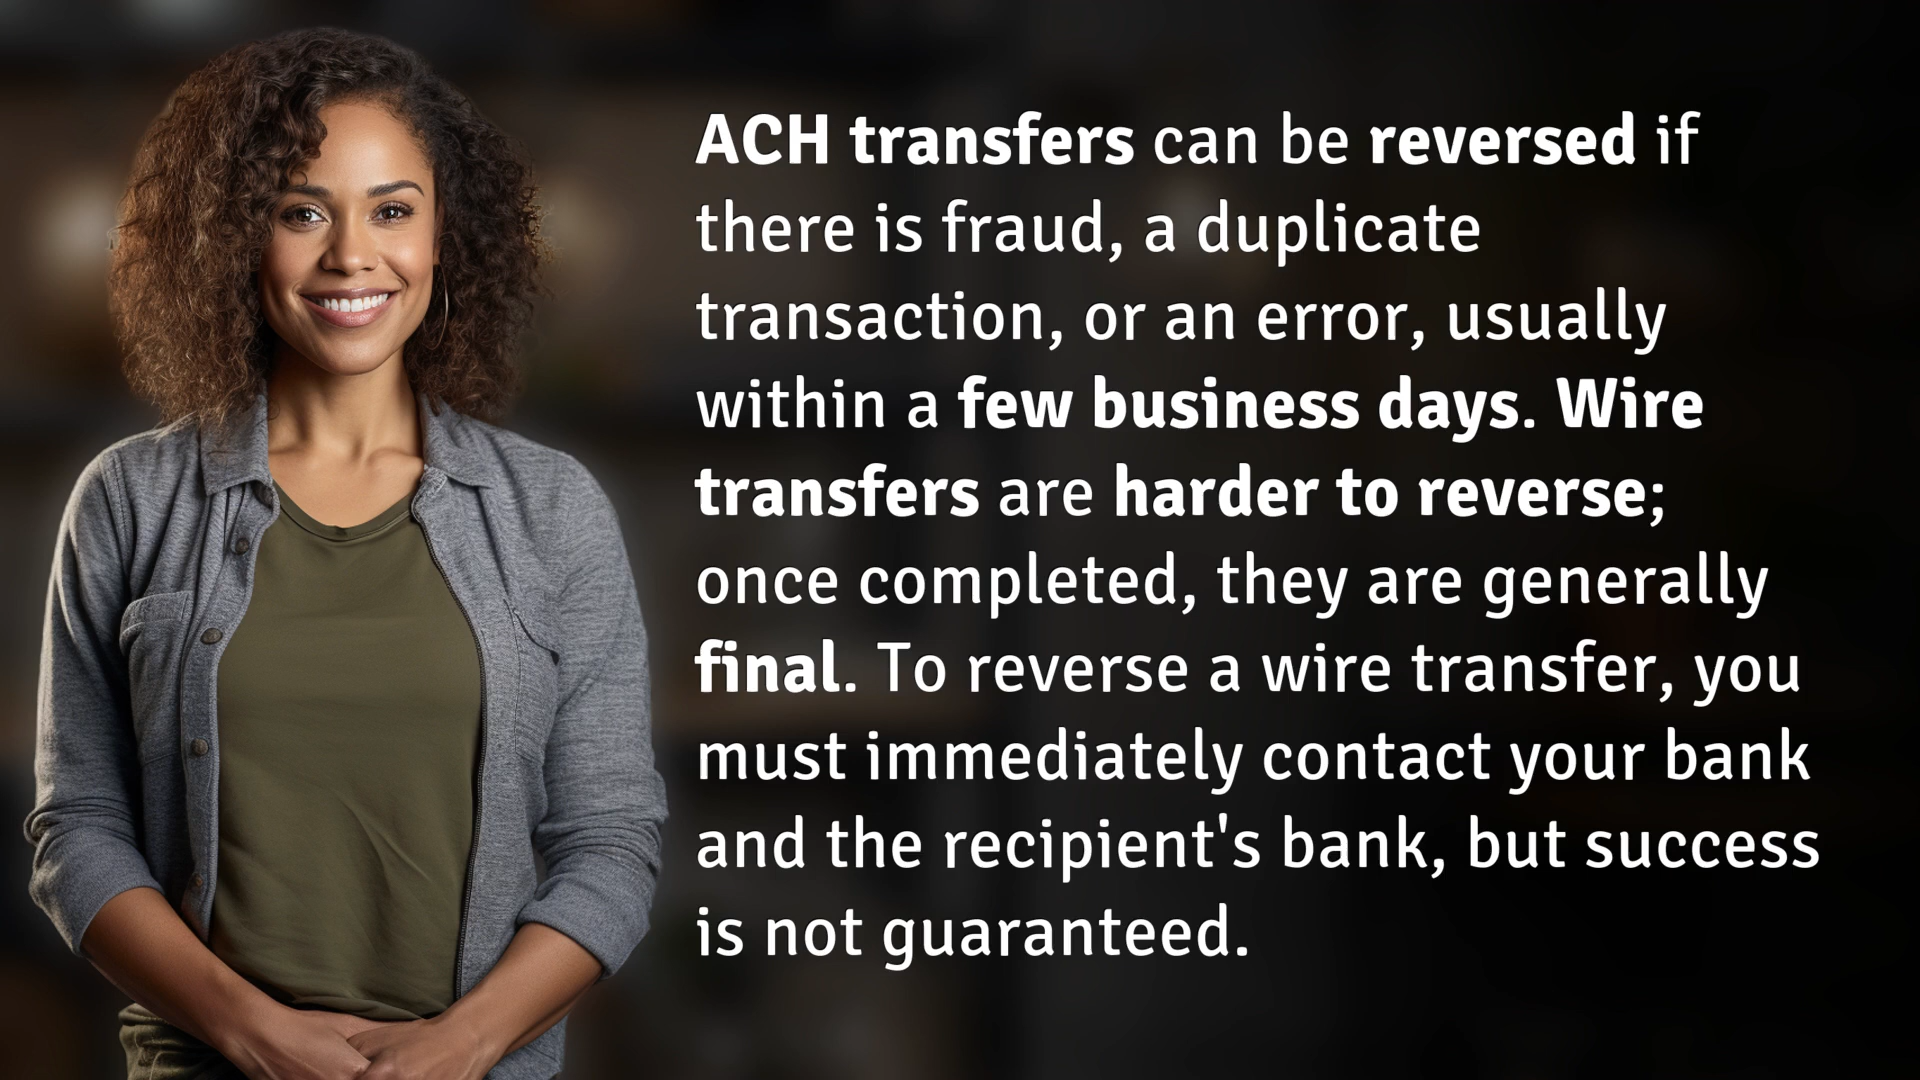 ACH transfers can be reversed if
there is fraud, a duplicate
transaction, or an error, usually
within a few business days. Wire
transfers are harder to reverse;
once completed, they are generally
final. To reverse a wire transfer, you
must immediately contact your bank
and the recipient's bank, but success
is not guaranteed.